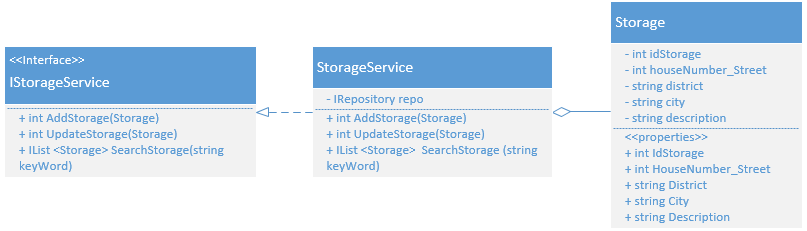 <<Interface>>
IStorageService
+ int AddStorage(Storage)
+ int UpdateStorage(Storage)
+ IList <Storage> SearchStorage(string
keyWord)
StorageService
- IRepository repo
+ int AddStorage(Storage)
+ int UpdateStorage(Storage)
+ IList <Storage> SearchStorage (string
keyWord)
Storage
- int idStorage
- int houseNumber_Street
- string district
- string city
- string description
<<properties>>
+ int IdStorage
+ int HouseNumber_Street
+ string District
+ string City
+ string Description